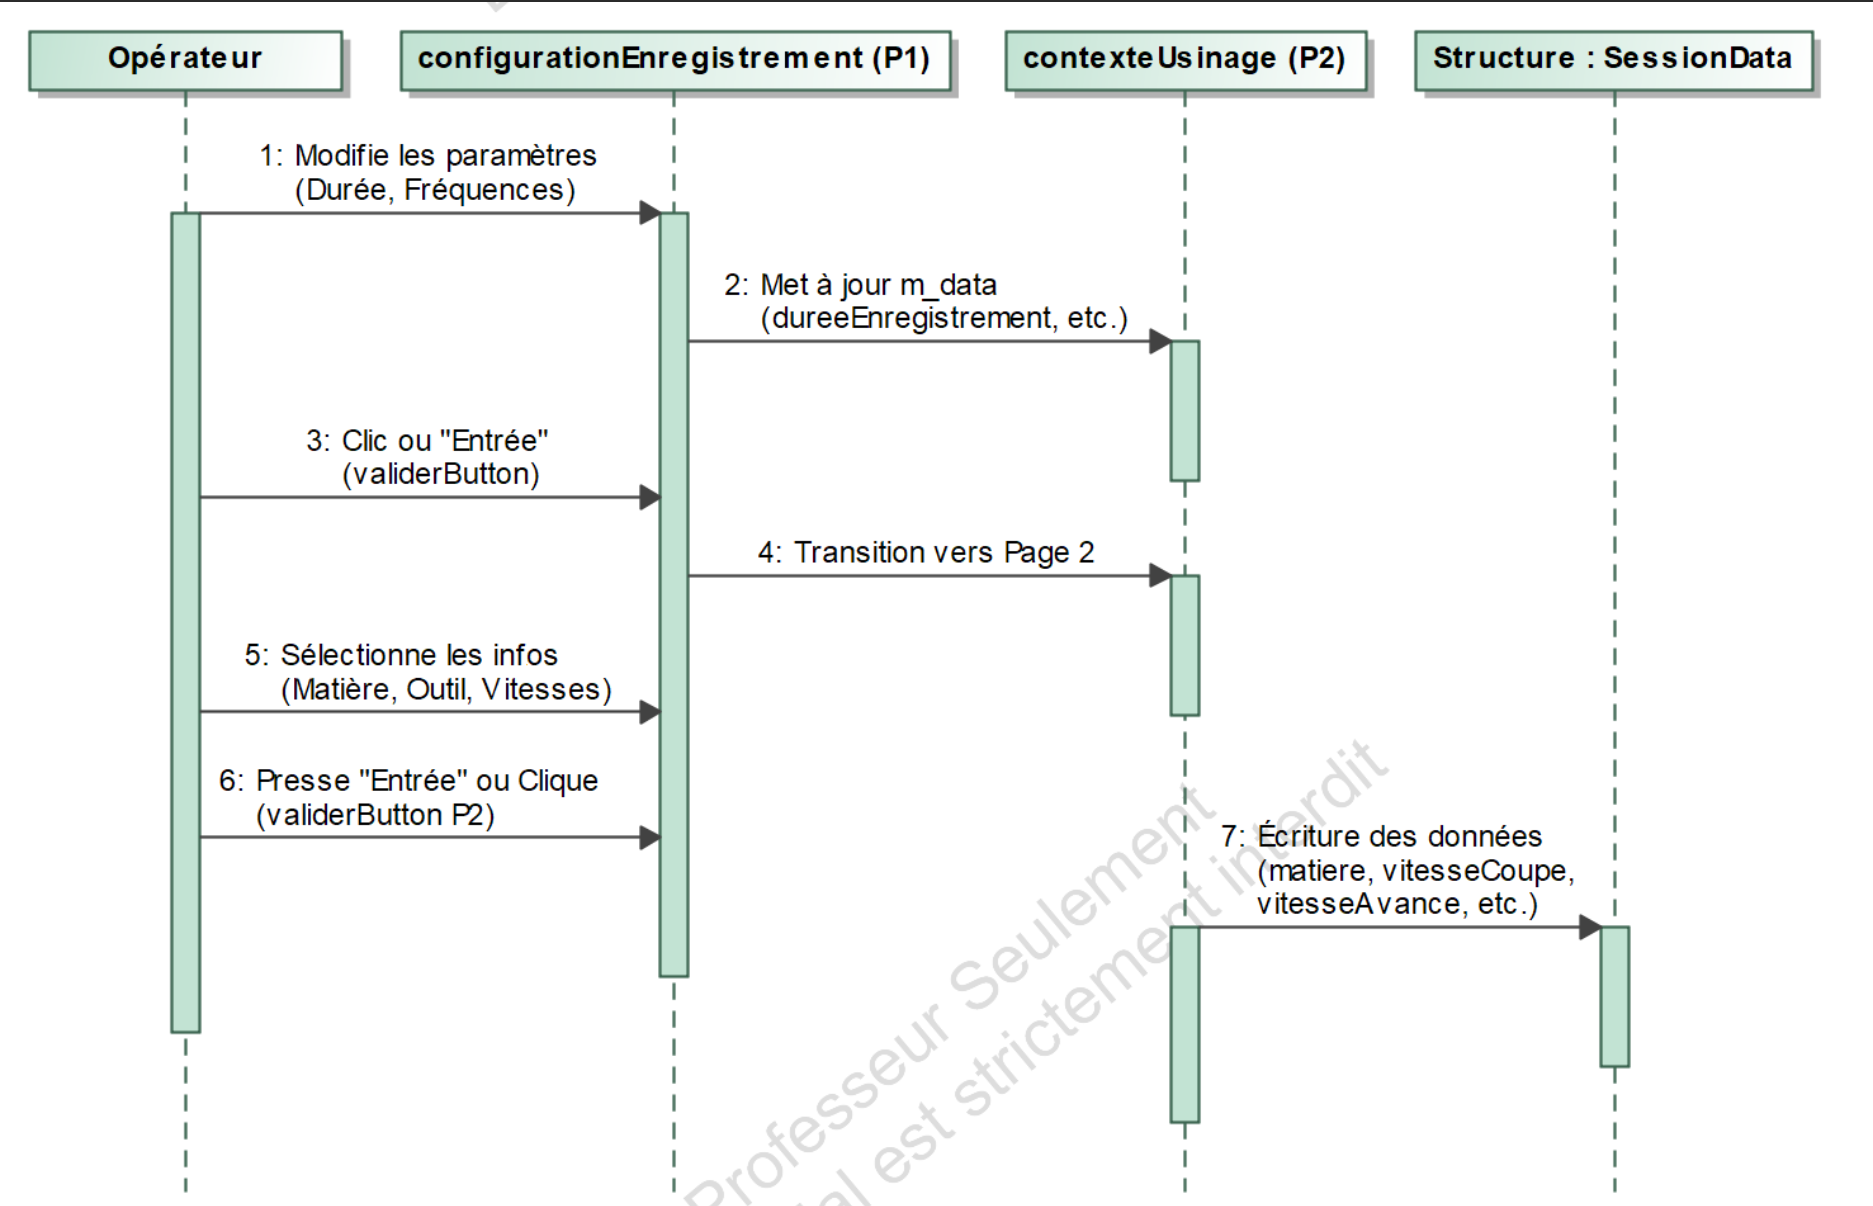 Opérateur
configurationEnregistrement (P1)
contexteUsinage (P2)
Structure : SessionData
1: Modifie les paramètres
(Durée, Fréquences)
2: Met à jour m_data
(dureeEnregistrement, etc.)
3: Clic ou "Entrée"
(validerButton)
4: Transition vers Page 2
5: Sélectionne les infos
(Matière, Outil, Vitesses)
6: Presse "Entrée" ou Clique
(validerButton P2)
7: Écriture des données
(matiere, vitesseCoupe,
vitesseAvance, etc.)
Professeur Seulement
est strictement interdit